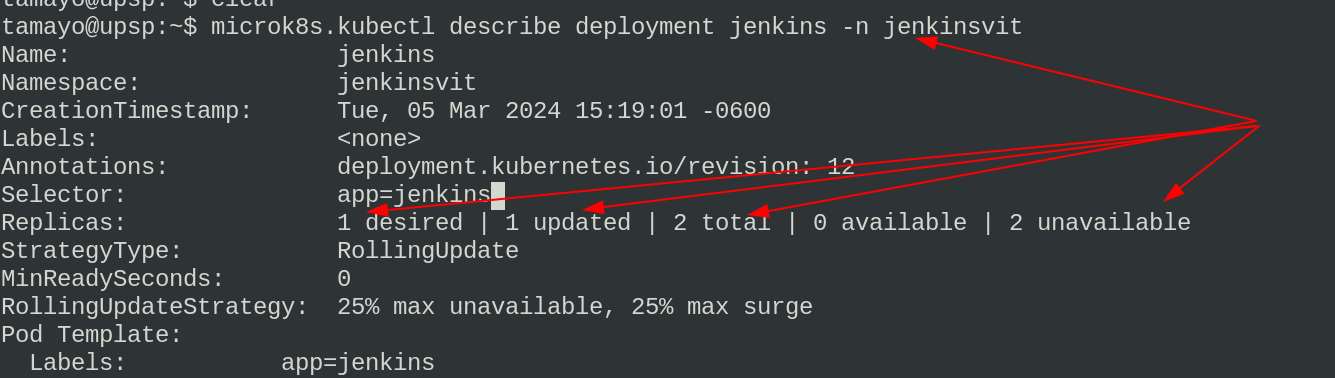 tamayo@upsp:~$ clear
tamayo@upsp:~$ microk8s.kubectl describe deployment jenkins -n jenkinsvit
Name:                   jenkins
Namespace:              jenkinsvit
CreationTimestamp:      Tue, 05 Mar 2024 15:19:01 -0600
Labels:                 <none>
Annotations:            deployment.kubernetes.io/revision: 12
Selector:               app=jenkins
Replicas:               1 desired | 1 updated | 2 total | 0 available | 2 unavailable
StrategyType:           RollingUpdate
MinReadySeconds:        0
RollingUpdateStrategy:  25% max unavailable, 25% max surge
Pod Template:
  Labels:           app=jenkins